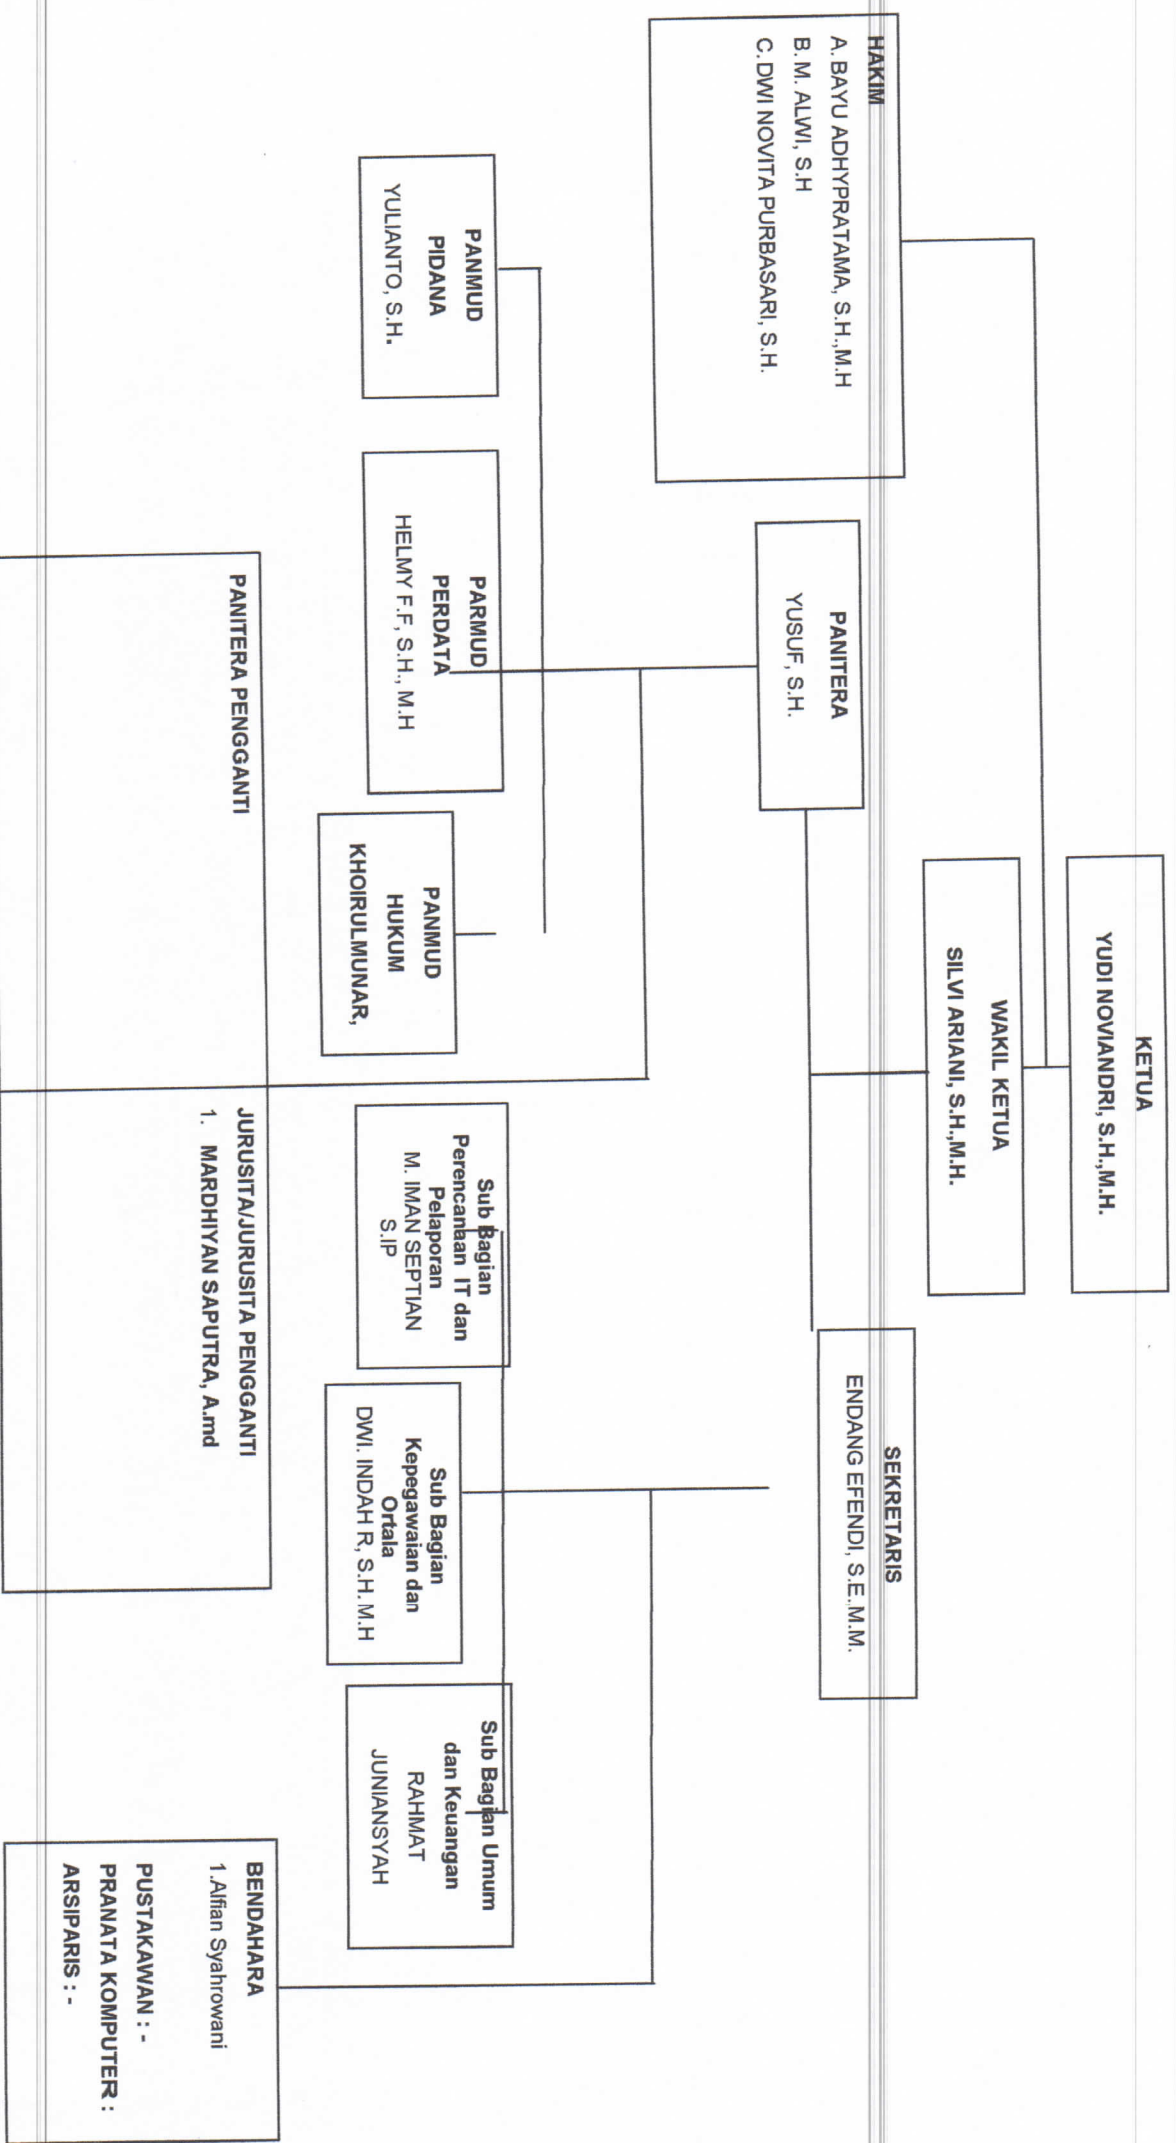 KETUA
YUDI NOVIANDRI, S.H.,M.H.
WAKIL KETUA
SILVI ARIANI, S.H.,M.H.
HAKIM
A. BAYU ADHYPRATAMA, S.H.,M.H
B. M. ALWI, S.H
C. DWI NOVITA PURBASARI, S.H.
PANITERA
YUSUF, S.H.
SEKRETARIS
ENDANG EFENDI, S.E.,M.M.
PANMUD
PIDANA
YULIANTO, S.H.
PARMUD
PERDATA
HELMY F.F, S.H., M.H
PANMUD
HUKUM
KHOIRULMUNAR,
Sub Bagian
Perencanaan IT dan
Pelaporan
M. IMAN SEPTIAN
S.IP
Sub Bagian
Kepegawaian dan
Ortala
DWI. INDAH R, S.H. M.H
Sub Bagian Umum
dan Keuangan
RAHMAT
JUNIANSYAH
PANITERA PENGGANTI
JURUSITA/JURUSITA PENGGANTI
1. MARDHIYAN SAPUTRA, A.md
BENDAHARA
1.Alfian Syahrowani
PUSTAKAWAN : -
PRANATA KOMPUTER :
ARSIPARIS : -